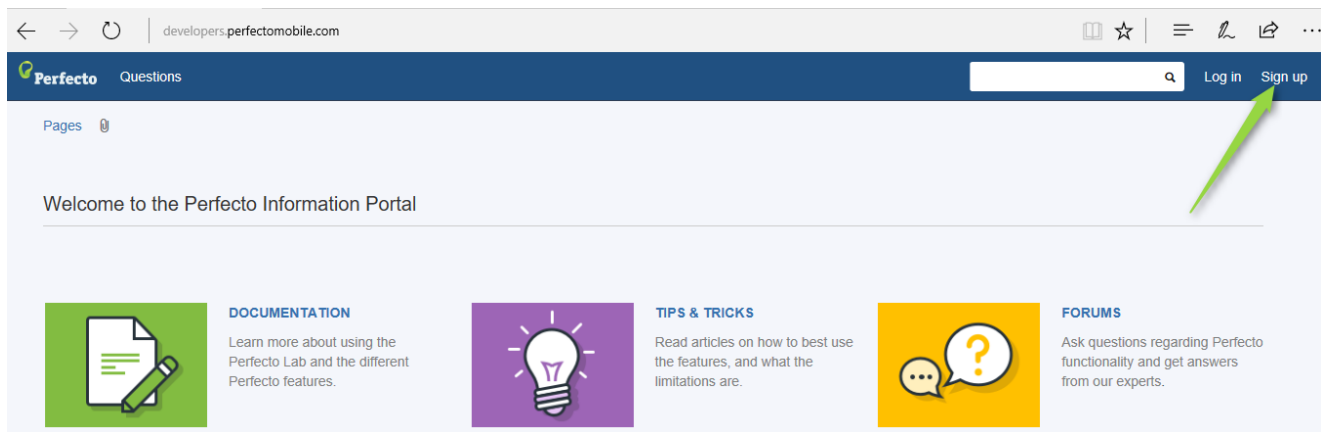 developers.perfectomobile.com
Perfecto Questions Log in Sign up
Pages
Welcome to the Perfecto Information Portal
DOCUMENTATION
Learn more about using the
Perfecto Lab and the different
Perfecto features.
TIPS & TRICKS
Read articles on how to best use
the features, and what the
limitations are.
FORUMS
Ask questions regarding Perfecto
functionality and get answers
from our experts.